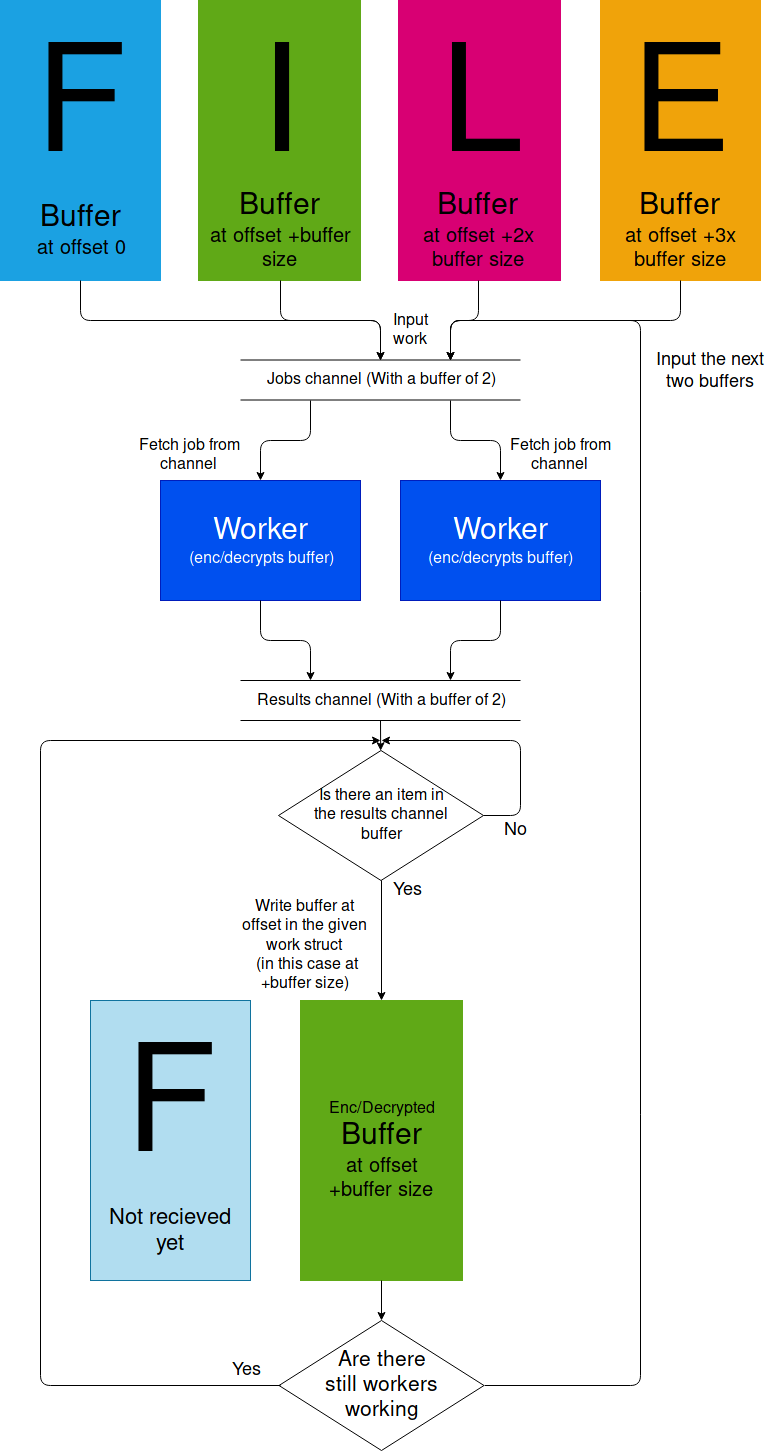 F
Buffer
at offset 0
I
Buffer
at offset +buffer
size
L
Buffer
at offset +2x
buffer size
E
Buffer
at offset +3x
buffer size
Input
work
Input the next
two buffers
Jobs channel (With a buffer of 2)
Fetch job from
channel
Fetch job from
channel
Worker
(enc/decrypts buffer)
Worker
(enc/decrypts buffer)
Results channel (With a buffer of 2)
Is there an item in
the results channel
buffer
No
Yes
Write buffer at
offset in the given
work struct
(in this case at
+buffer size)
F
Not recieved
yet
Enc/Decrypted
Buffer
at offset
+buffer size
Yes
Are there
still workers
working